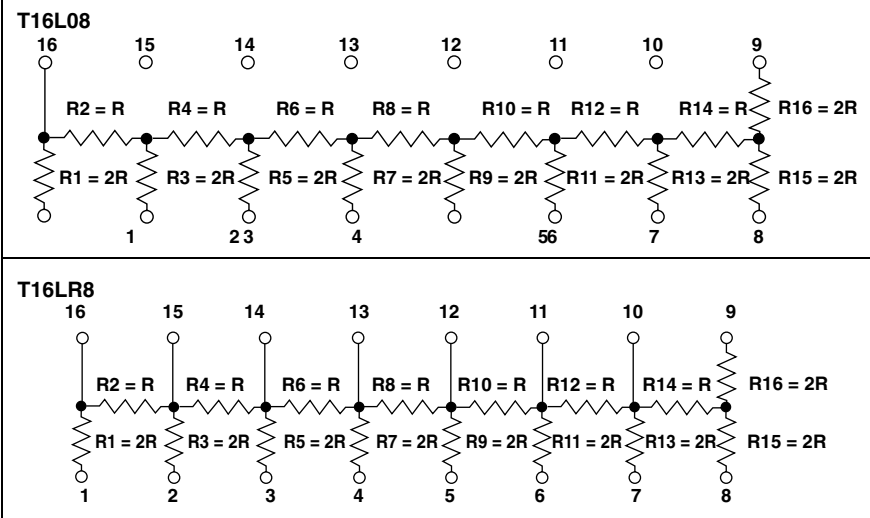 T16L08
16 15 14 13 12 11 10 9
R2 = R R4 = R R6 = R R8 = R R10 = R R12 = R R14 = R R16 = 2R
R1 = 2R R3 = 2R R5 = 2R R7 = 2R R9 = 2R R11 = 2R R13 = 2R R15 = 2R
1 2 3 4 56 7 8
T16LR8
16 15 14 13 12 11 10 9
R2 = R R4 = R R6 = R R8 = R R10 = R R12 = R R14 = R R16 = 2R
R1 = 2R R3 = 2R R5 = 2R R7 = 2R R9 = 2R R11 = 2R R13 = 2R R15 = 2R
1 2 3 4 5 6 7 8